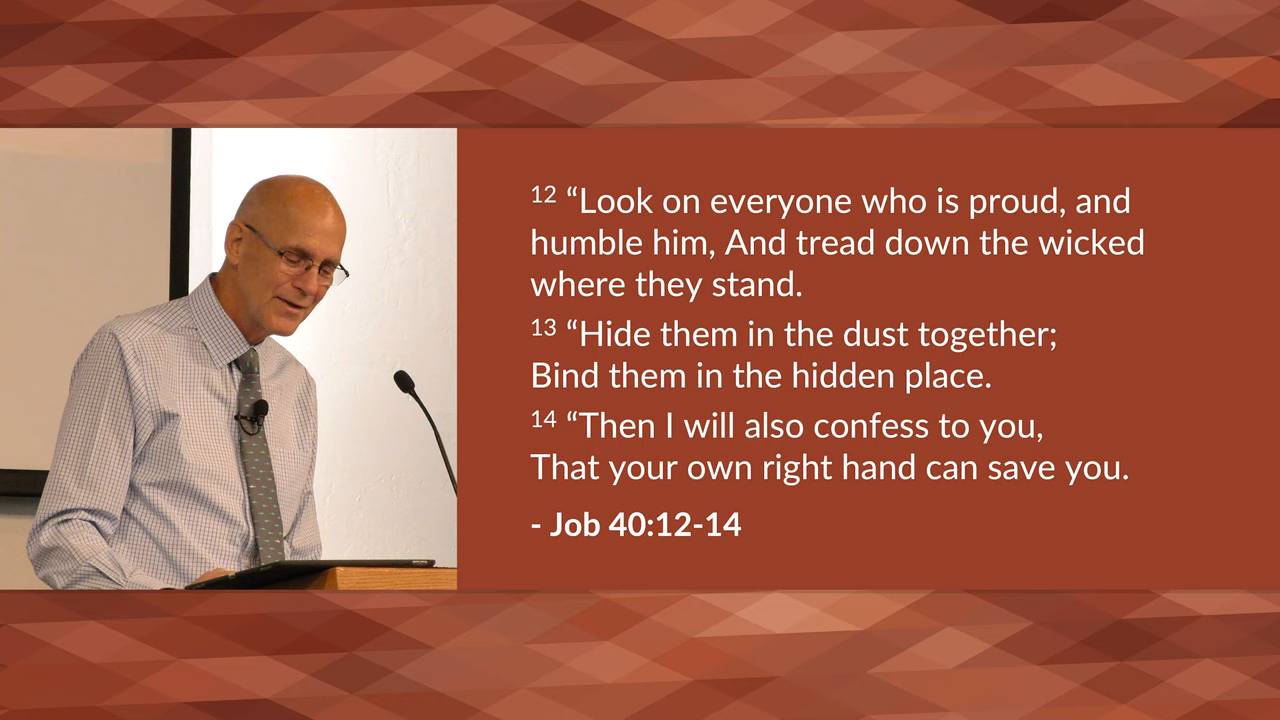 12 “Look on everyone who is proud, and
humble him, And tread down the wicked
where they stand.
13 “Hide them in the dust together;
Bind them in the hidden place.
14 “Then I will also confess to you,
That your own right hand can save you.
- Job 40:12-14